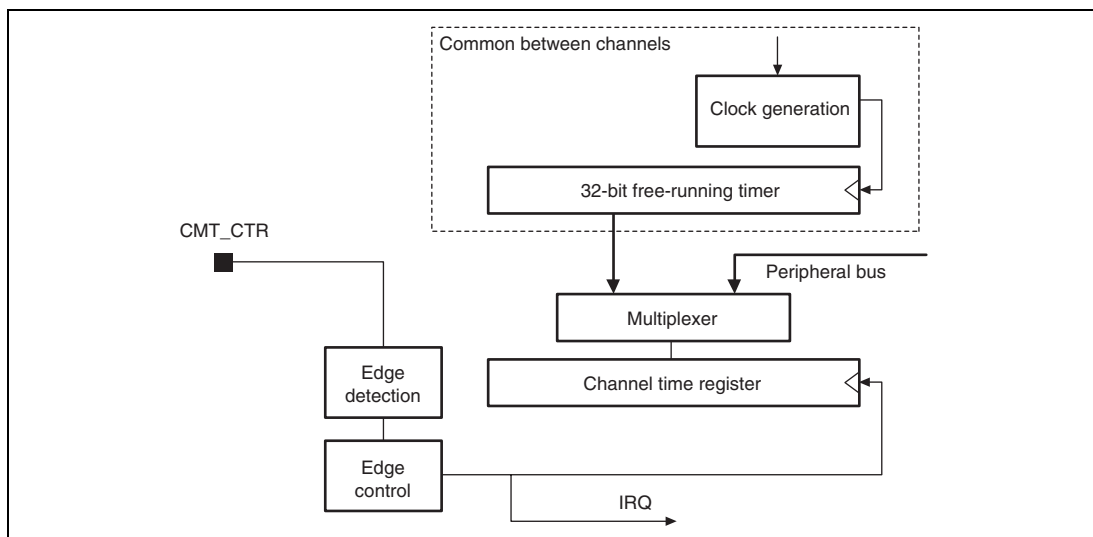 Common between channels
Clock generation
32-bit free-running timer
CMT_CTR
Peripheral bus
Multiplexer
Edge
detection
Channel time register
Edge
control
IRQ